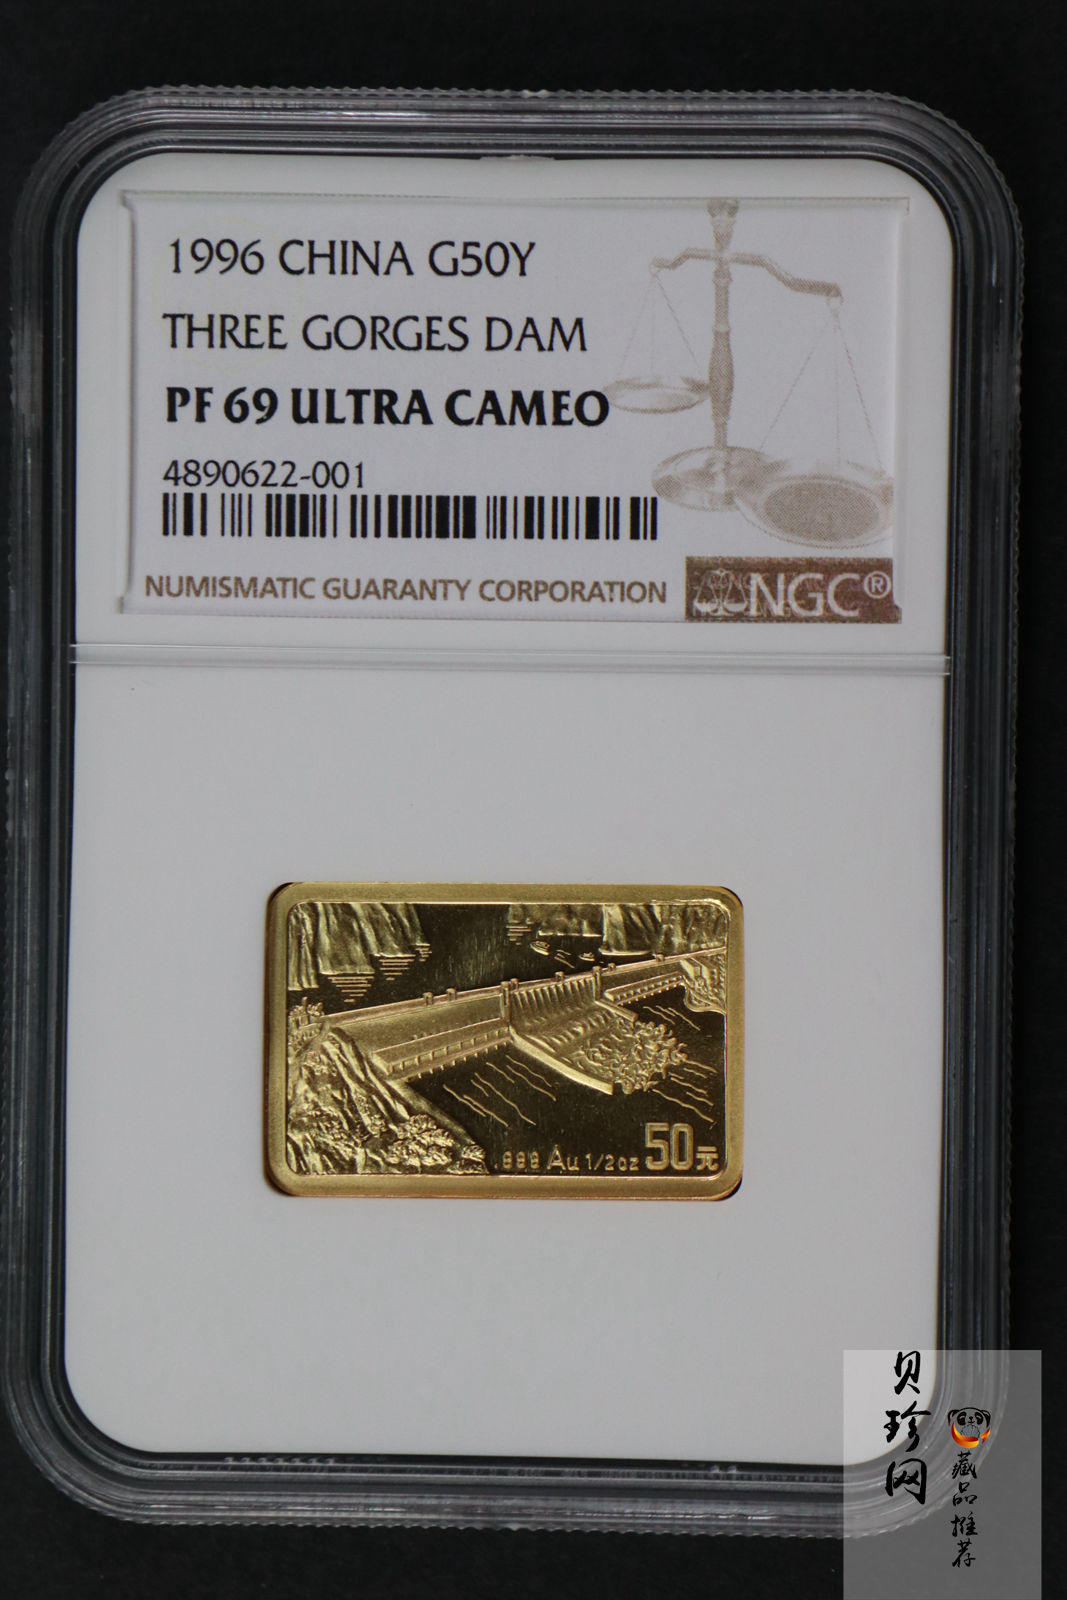 1996 CHINA G50Y
THREE GORGES DAM
PF 69 ULTRA CAMEO
4890622-001
NUMISMATIC GUARANTY CORPORATION
NGC®
.999 Au 1/2oz 50元
贝珍网
藏品推荐